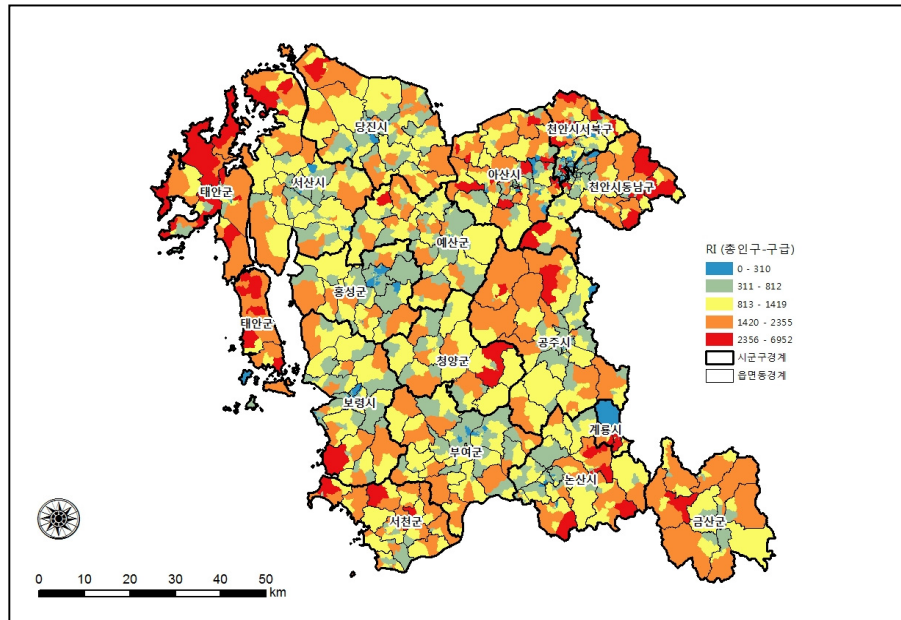 당진시
천안시서북구
서산시
아산시
태안군
천안시동남구
예산군
RI (총인구-구급)
0 - 310
홍성군
311 - 812
813 - 1419
태안군
1420 - 2355
공주시
2356 - 6952
청양군
시군구경계
읍면동경계
보령시
계룡시
부여군
논산시
금산군
서천군
0 10 20 30 40 50
km